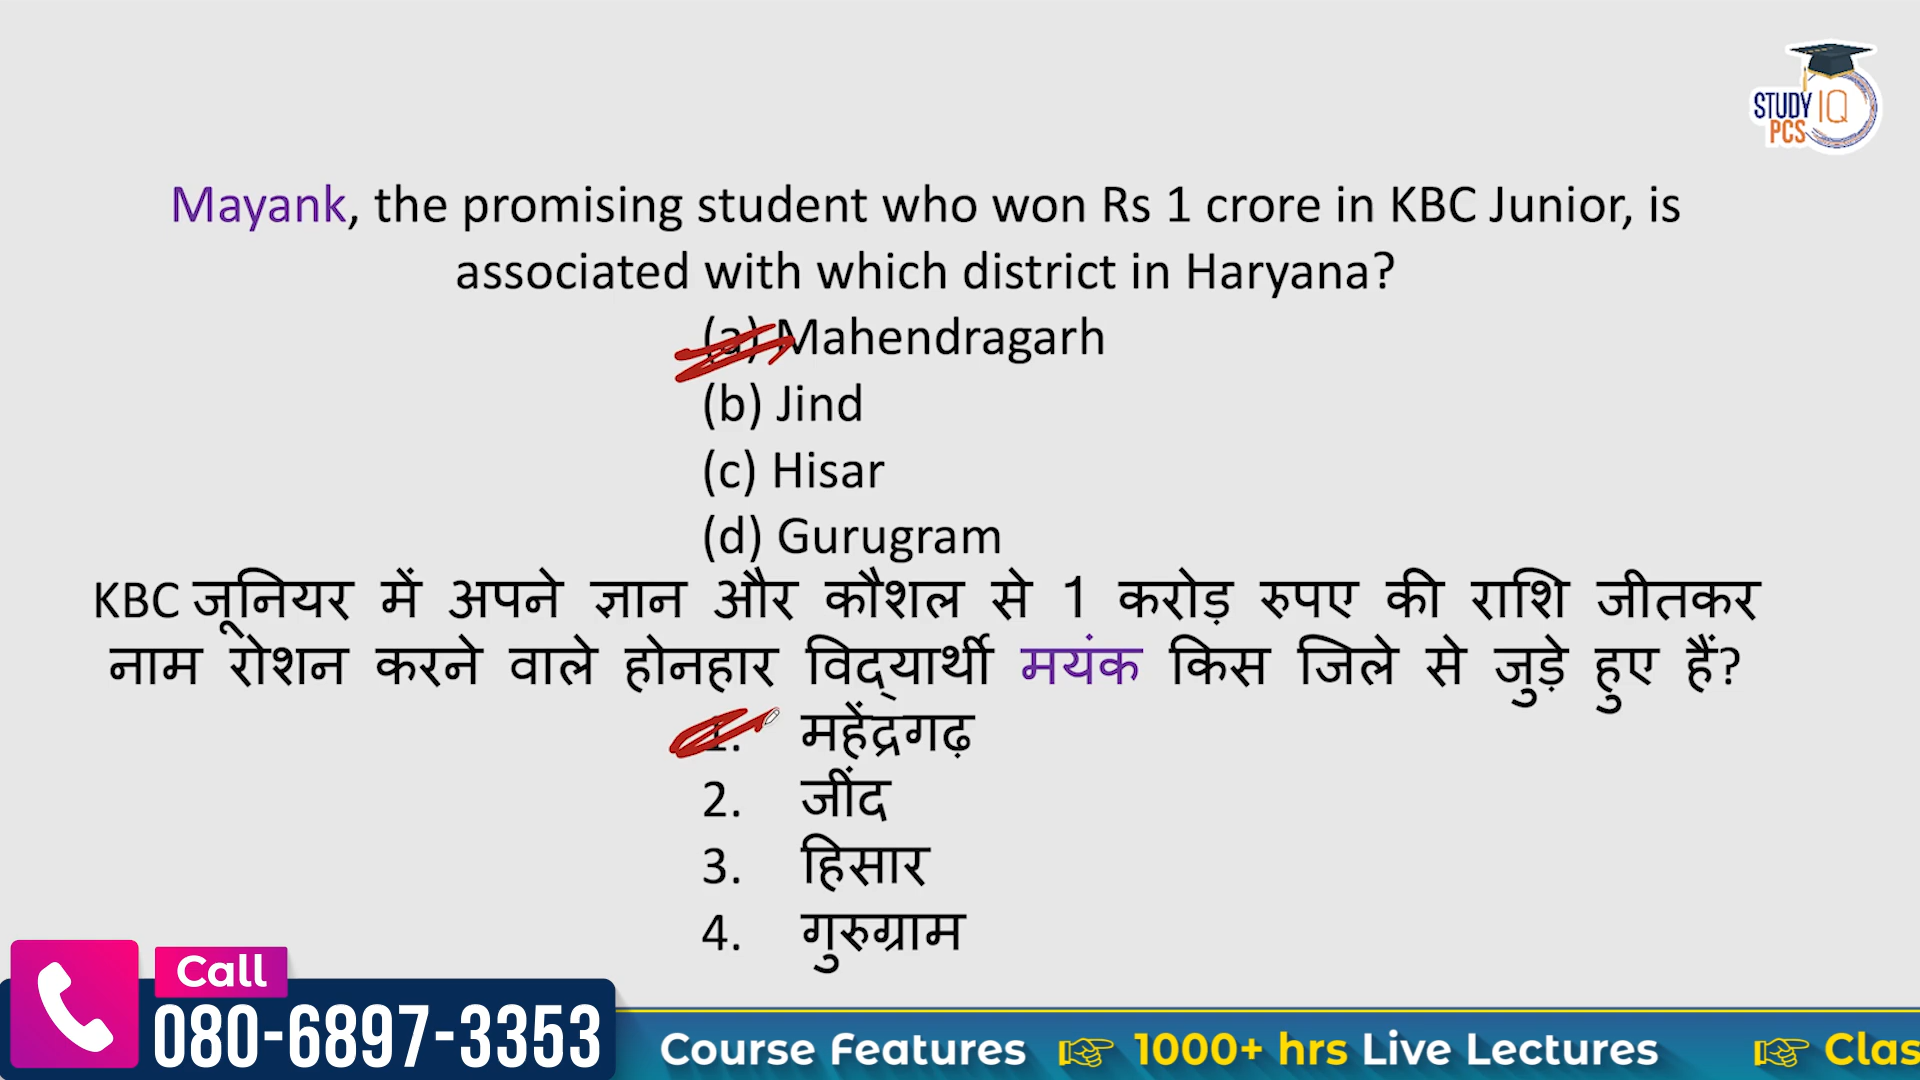 STUDY IQ
PCS
Mayank, the promising student who won Rs 1 crore in KBC Junior, is
associated with which district in Haryana?
(a) Mahendragarh
(b) Jind
(c) Hisar
(d) Gurugram
KBC जूनियर में अपने ज्ञान और कौशल से 1 करोड़ रुपए की राशि जीतकर
नाम रोशन करने वाले होनहार विद्यार्थी मयंक किस जिले से जुड़े हुए हैं?
1. महेंद्रगढ़
2. जींद
3. हिसार
4. गुरुग्राम
Call
080-6897-3353
Course Features 1000+ hrs Live Lectures Clas